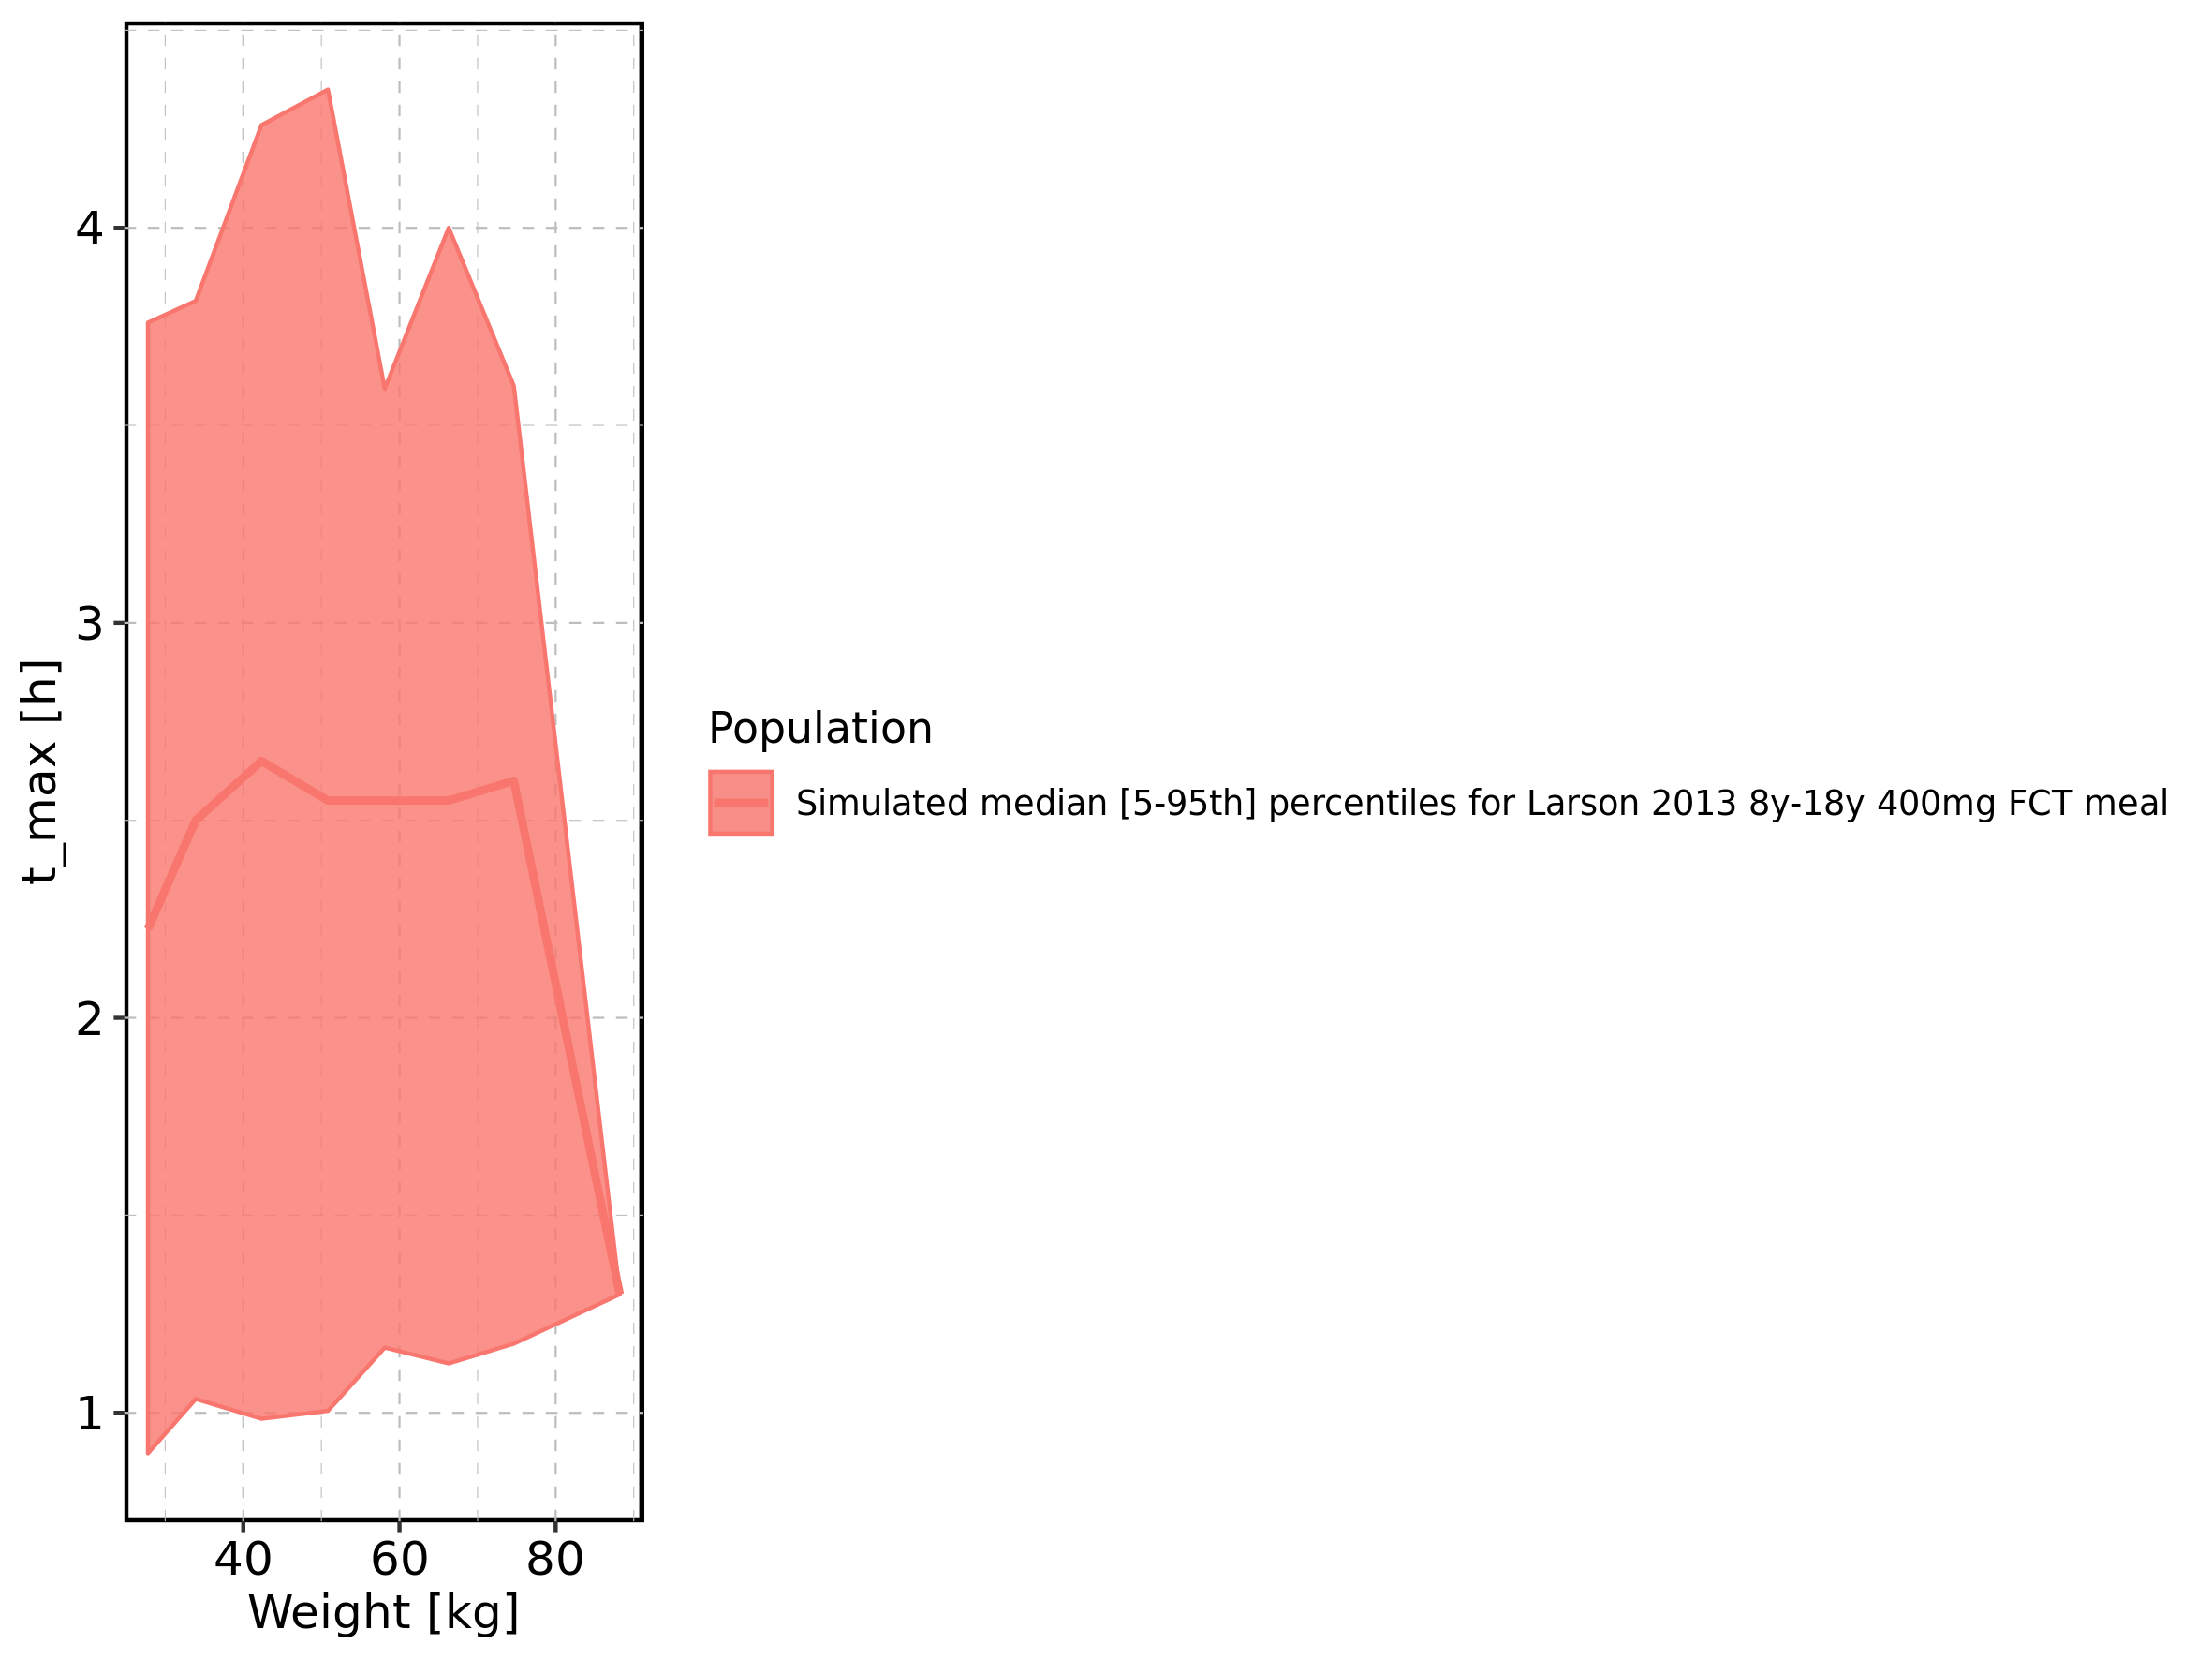 4
3
2
1
t_max [h]
40 60 80
Weight [kg]
Population
Simulated median [5-95th] percentiles for Larson 2013 8y-18y 400mg FCT meal